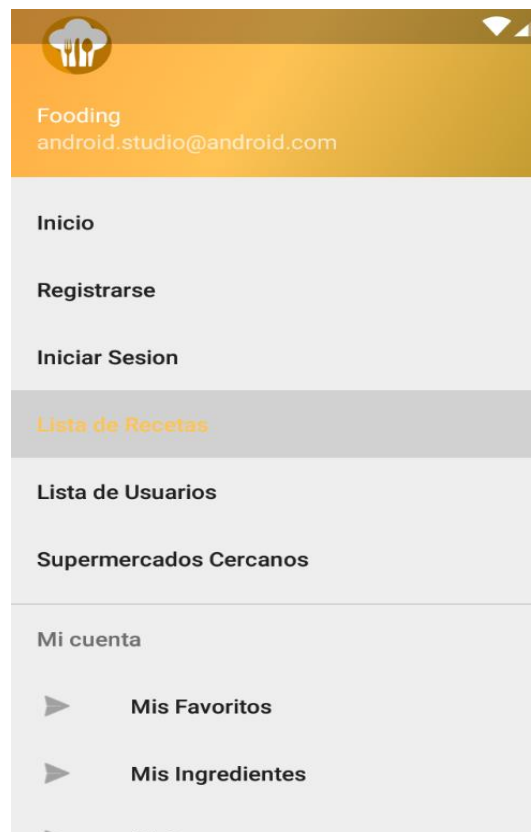 Fooding
android.studio@android.com
Inicio
Registrarse
Iniciar Sesion
Lista de Recetas
Lista de Usuarios
Supermercados Cercanos
Mi cuenta
Mis Favoritos
Mis Ingredientes